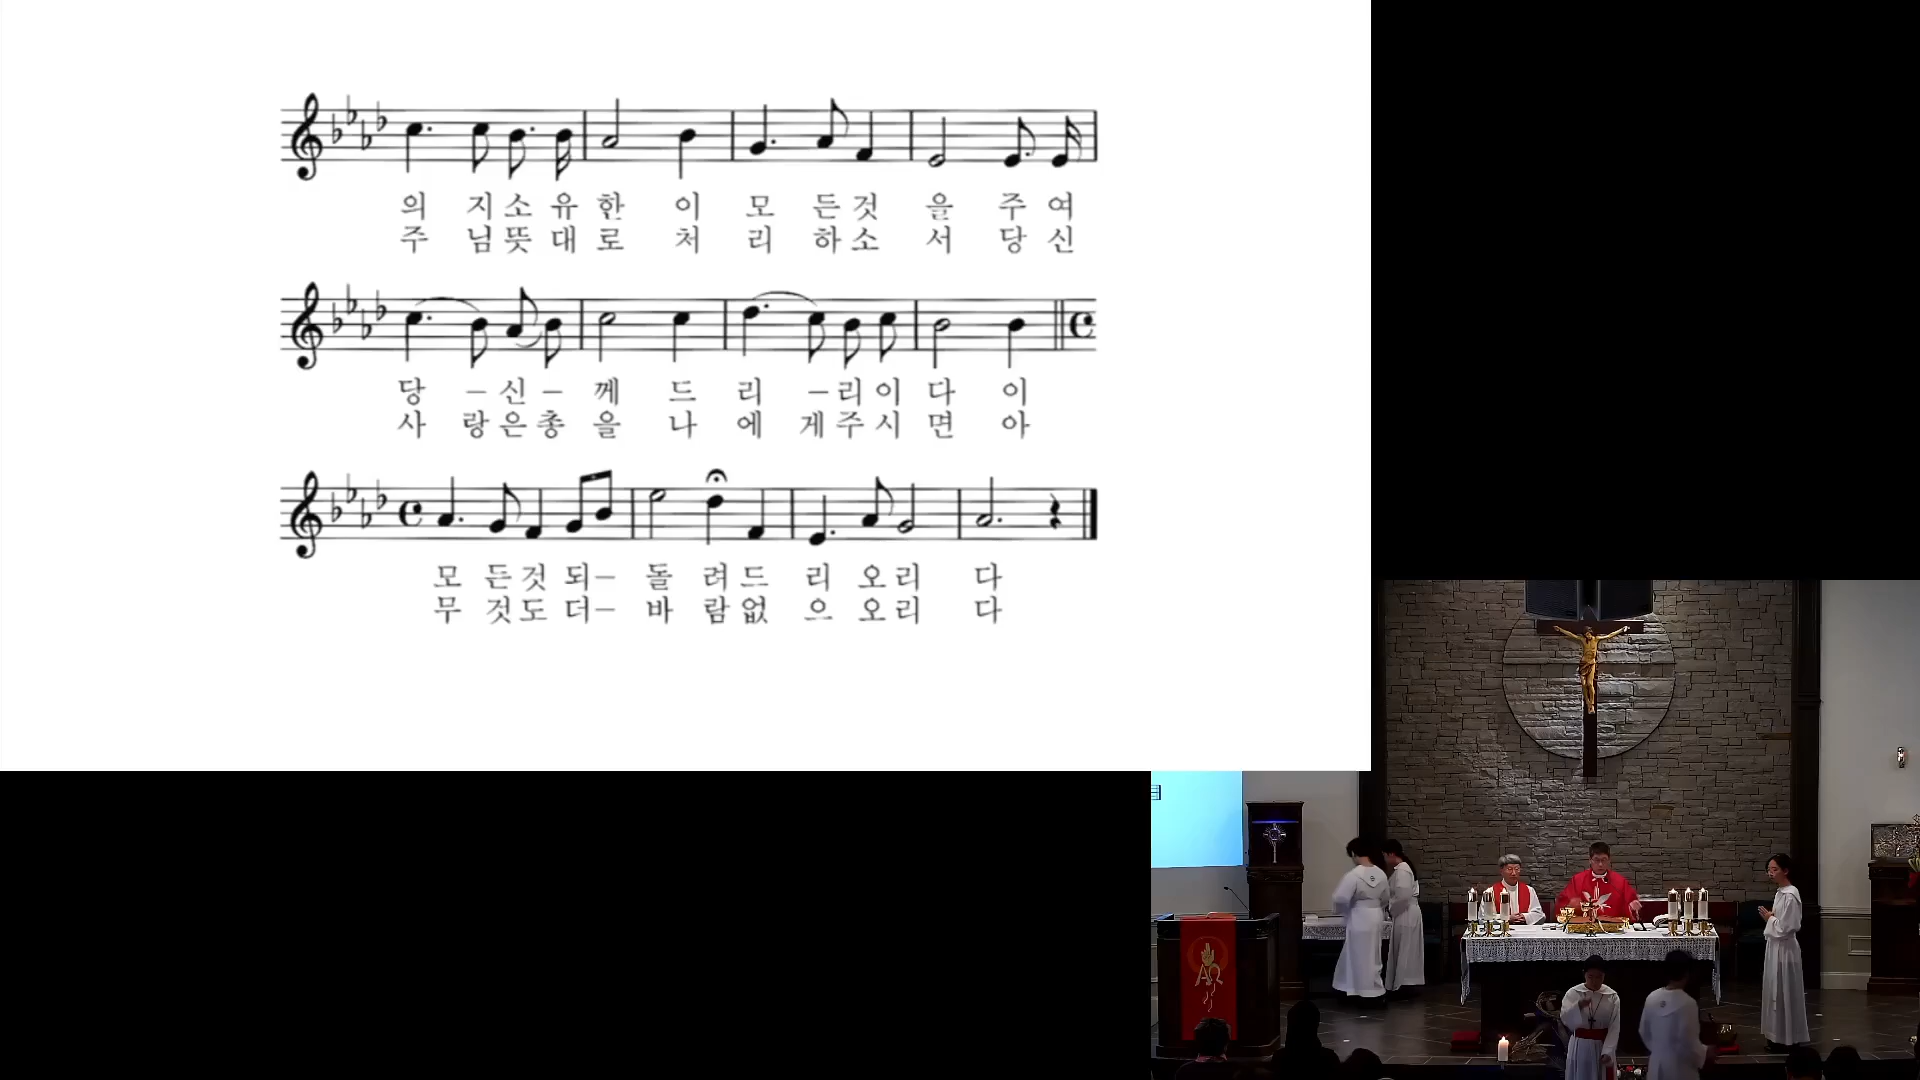 의 지소 유 한 이 모 든것 을 주 여
주 님뜻 대 로 처 리 하소 서 당 신
당 –신– 께 드 리 –리이 다 이
사 랑은총 을 나 에 게주시 면 아
모 든것 되– 돌 려드 리 오리 다
무 것도 더– 바 람없 으 오리 다
ΑΩ